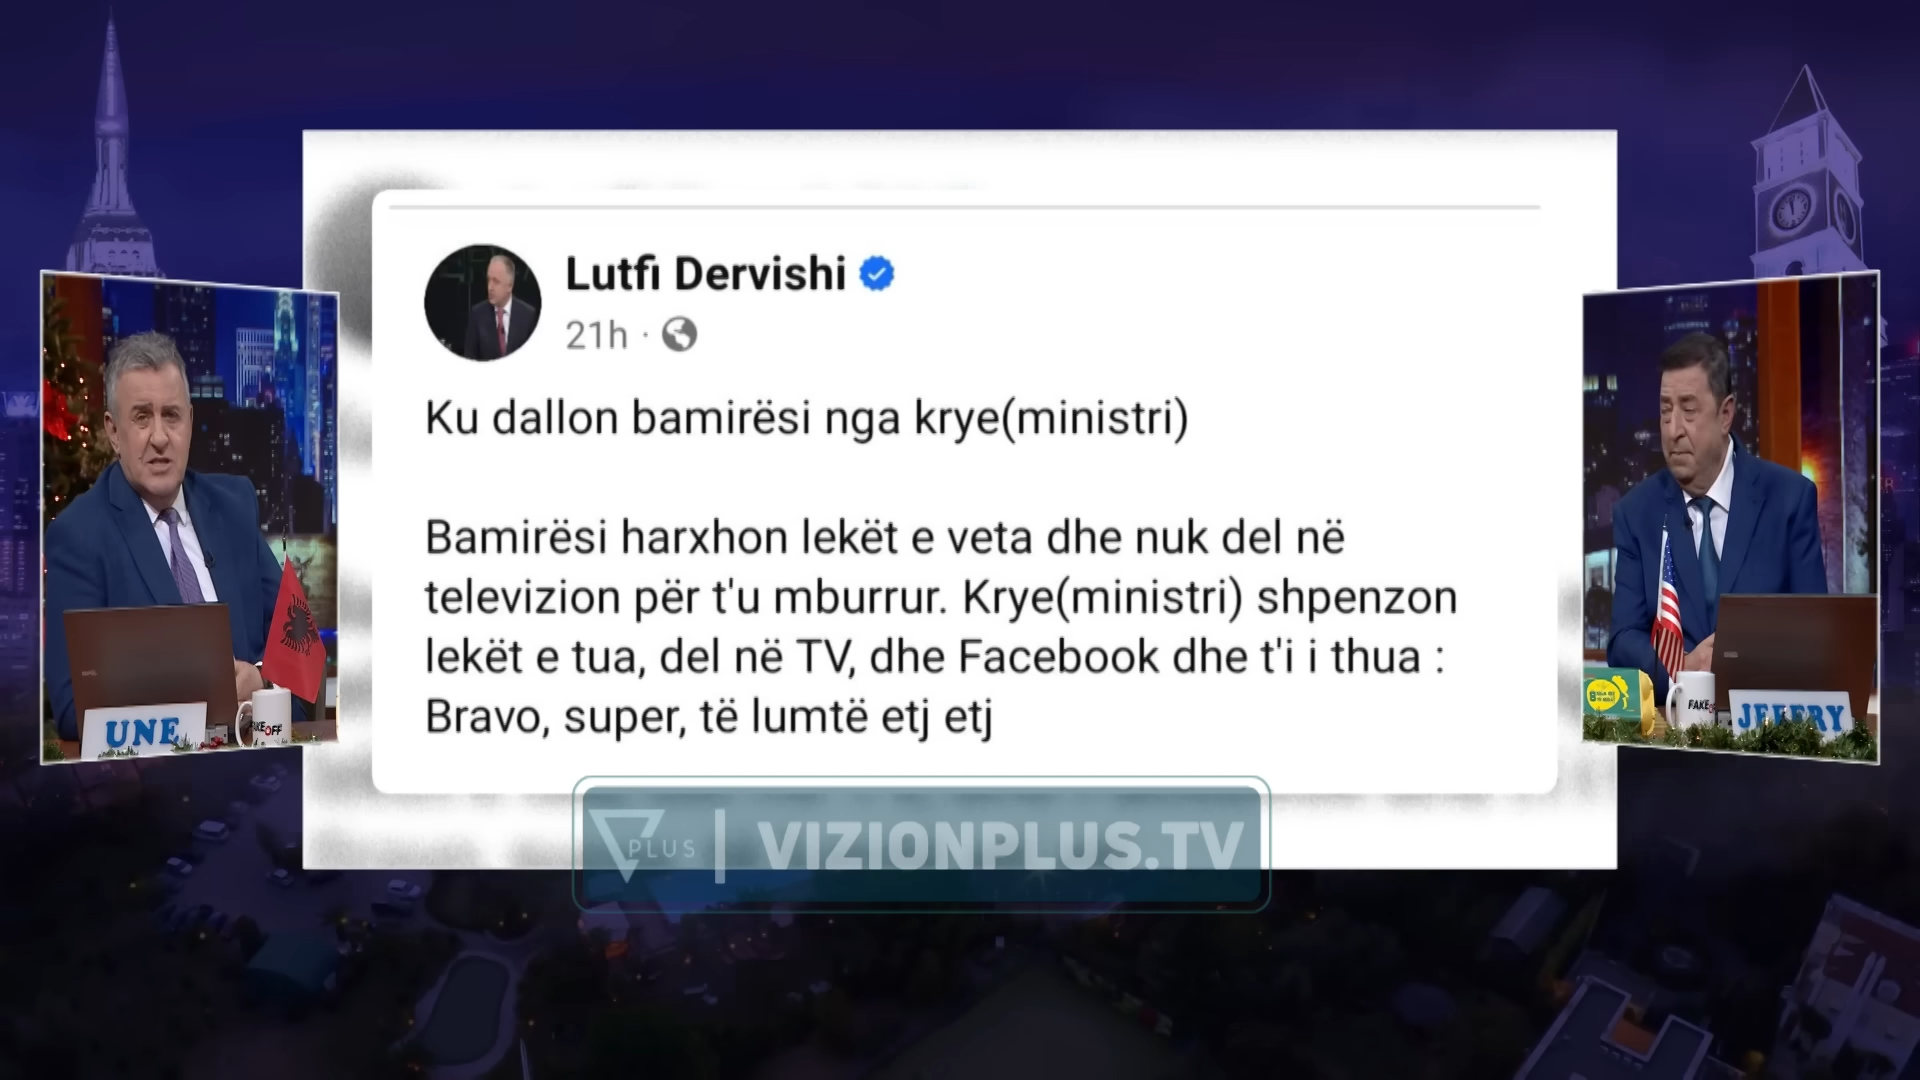 Lutfi Dervishi
21h ·
Ku dallon bamirësi nga krye(ministri)
Bamirësi harxhon lekët e veta dhe nuk del në
televizion për t'u mburrur. Krye(ministri) shpenzon
lekët e tua, del në TV, dhe Facebook dhe t'i i thua :
Bravo, super, të lumtë etj etj
UNE
FAKEOFF
FAKE
JEFFRY
PLUS
VIZIONPLUS.TV